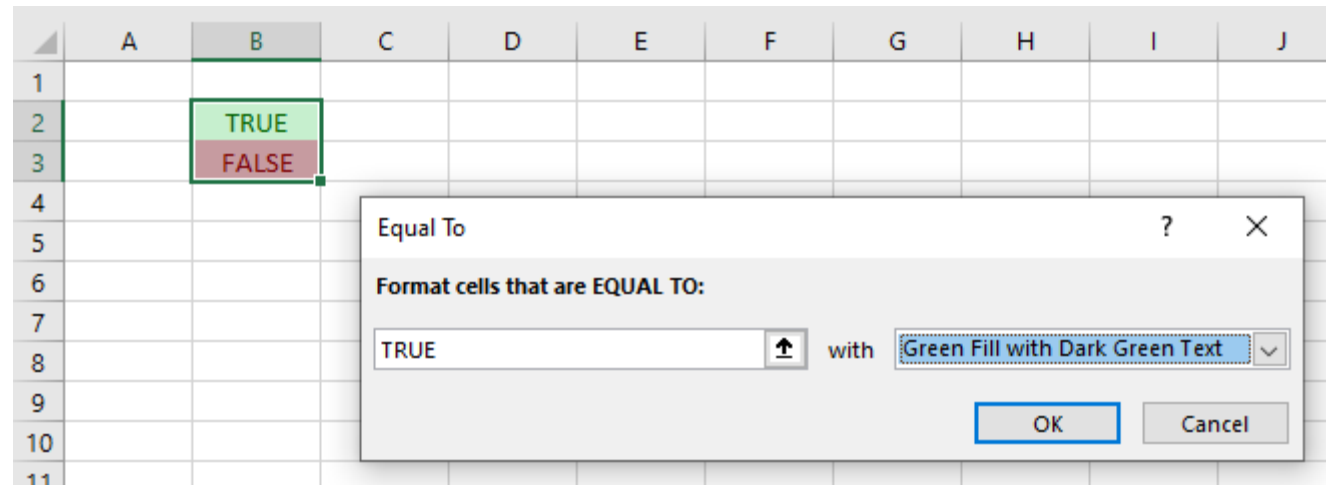 A B C D E F G H I J
1
2 TRUE
3 FALSE
4
5
6
7
8
9
10
11
Equal To ?
Format cells that are EQUAL TO:
TRUE with Green Fill with Dark Green Text
OK Cancel